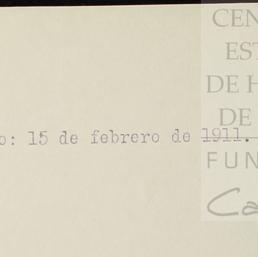 CEN
EST
DE H
DE
o: 15 de febrero de 1911.
FUN
Ca